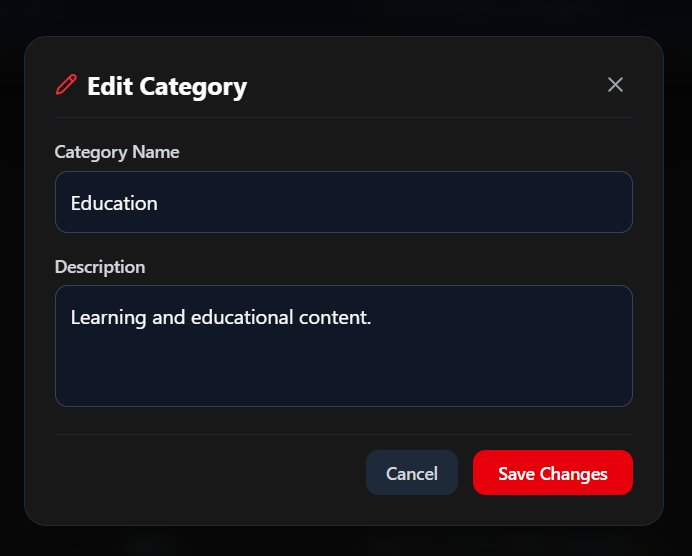 Edit Category
Category Name
Education
Description
Learning and educational content.
Cancel
Save Changes